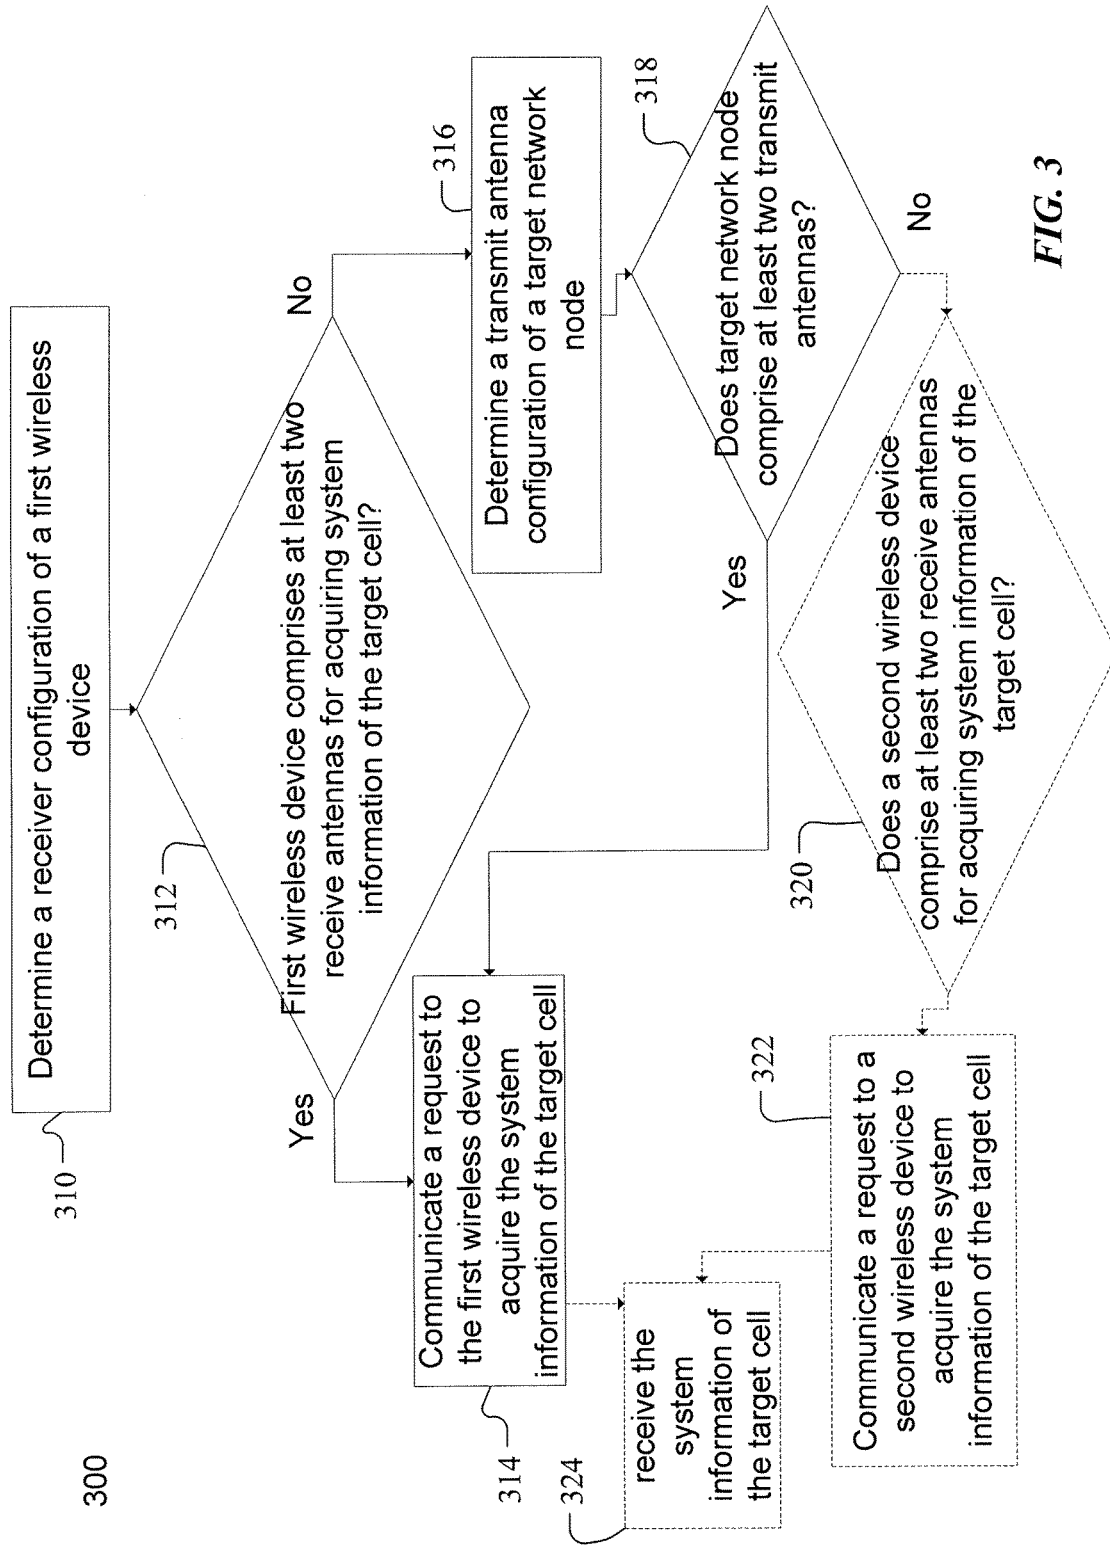 300
310
Determine a receiver configuration of a first wireless
device
312
First wireless device comprises at least two
receive antennas for acquiring system
information of the target cell?
Yes
No
314
Communicate a request to
the first wireless device to
acquire the system
information of the target cell
316
Determine a transmit antenna
configuration of a target network
node
318
Does target network node
comprise at least two transmit
antennas?
Yes
No
320
Does a second wireless device
comprise at least two receive antennas
for acquiring system information of the
target cell?
322
Communicate a request to a
second wireless device to
acquire the system
information of the target cell
324
receive the
system
information of
the target cell
FIG. 3